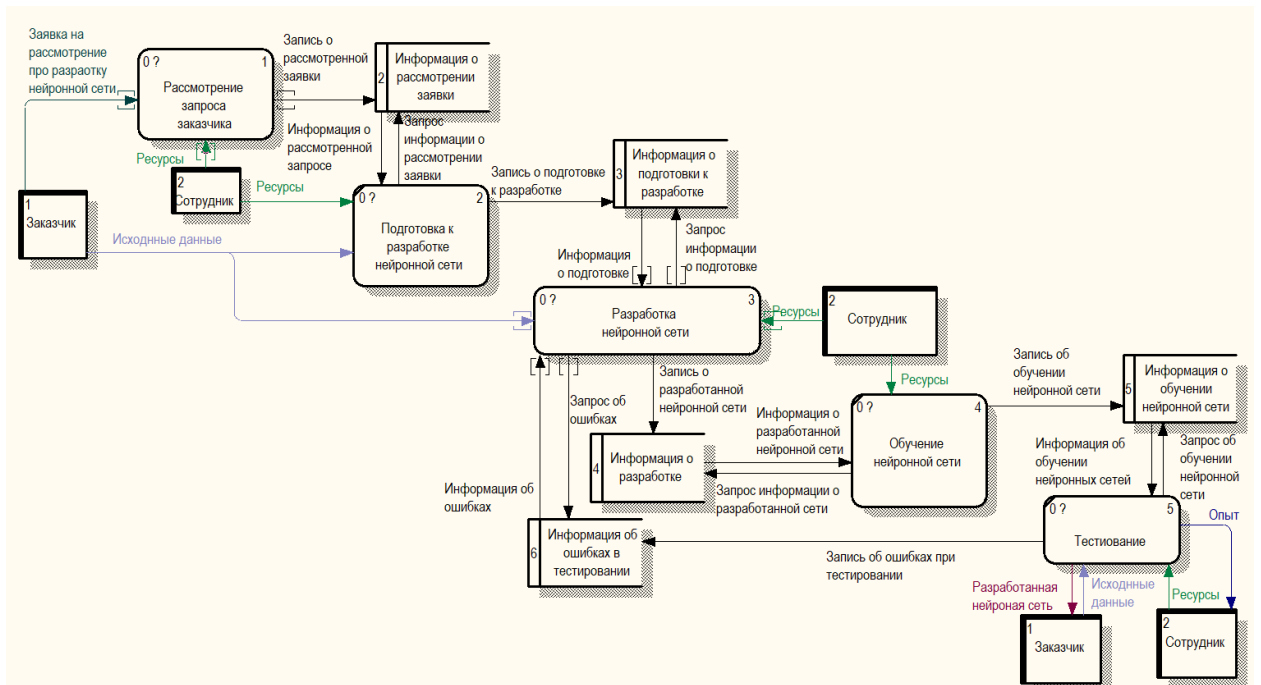 Заявка на
рассмотрение
про разраотку
нейронной сети
0 ?
1
Рассмотрение
запроса
заказчика
Запись о
рассмотренной
заявки
2
Информация о
рассмотрении
заявки
Информация о
рассмотренной
запросе
Запрос
информации о
рассмотрении
заявки
Ресурсы
2
Сотрудник
Ресурсы
1
Заказчик
Исходнные данные
0 ?
2
Подготовка к
разработке
нейронной сети
Запись о подготовке
к разработке
3
Информация о
подготовки к
разработке
Информация
о подготовке
Запрос
информации
о подготовке
0 ?
3
Разработка
нейронной сети
Ресурсы
2
Сотрудник
Ресурсы
Запрос об
ошибках
Запись о
разработанной
нейронной сети
4
Информация о
разработке
Информация о
разработанной
нейронной сети
Запрос информации о
разработанной сети
0 ?
4
Обучение
нейронной сети
Запись об
обучении
нейронной сети
5
Информация о
обучении
нейронной сети
Информация об
обучении
нейронных сетей
Запрос об
обучении
нейронной
сети
Информация об
ошибках
6
Информация об
ошибках в
тестировании
Запись об ошибках при
тестировании
0 ?
5
Тестиование
Опыт
Разработанная
нейроная сеть
Исходнные
данные
Ресурсы
1
Заказчик
2
Сотрудник